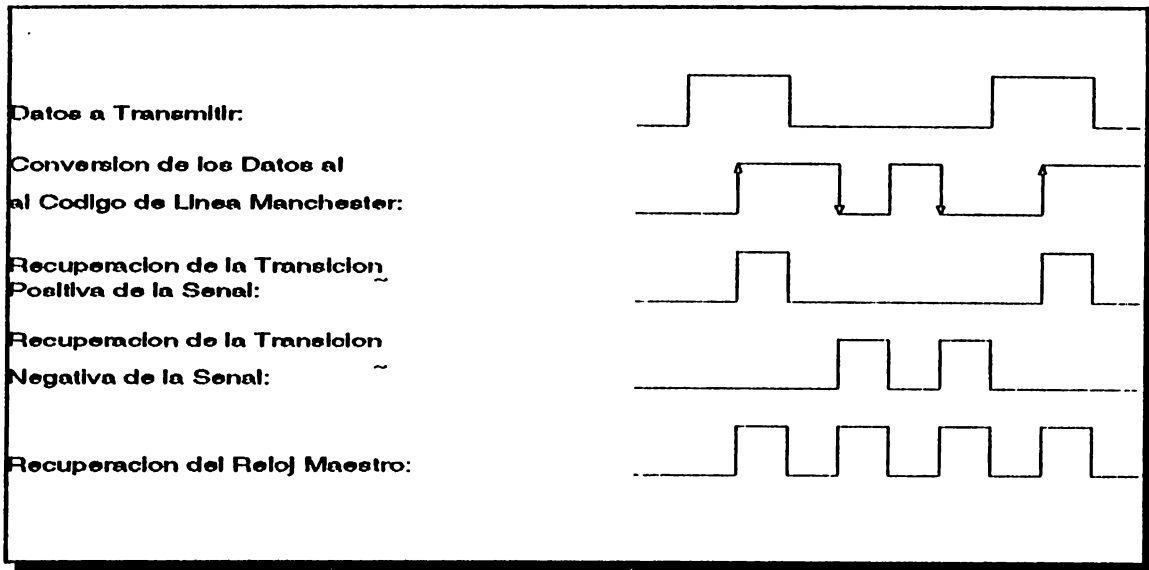 Datos a Transmitir:
Conversion de los Datos al
al Codigo de Linea Manchester:
Recuperacion de la Transicion
Positiva de la Senal:
~
Recuperacion de la Transicion
Negativa de la Senal:
~
Recuperacion del Reloj Maestro: